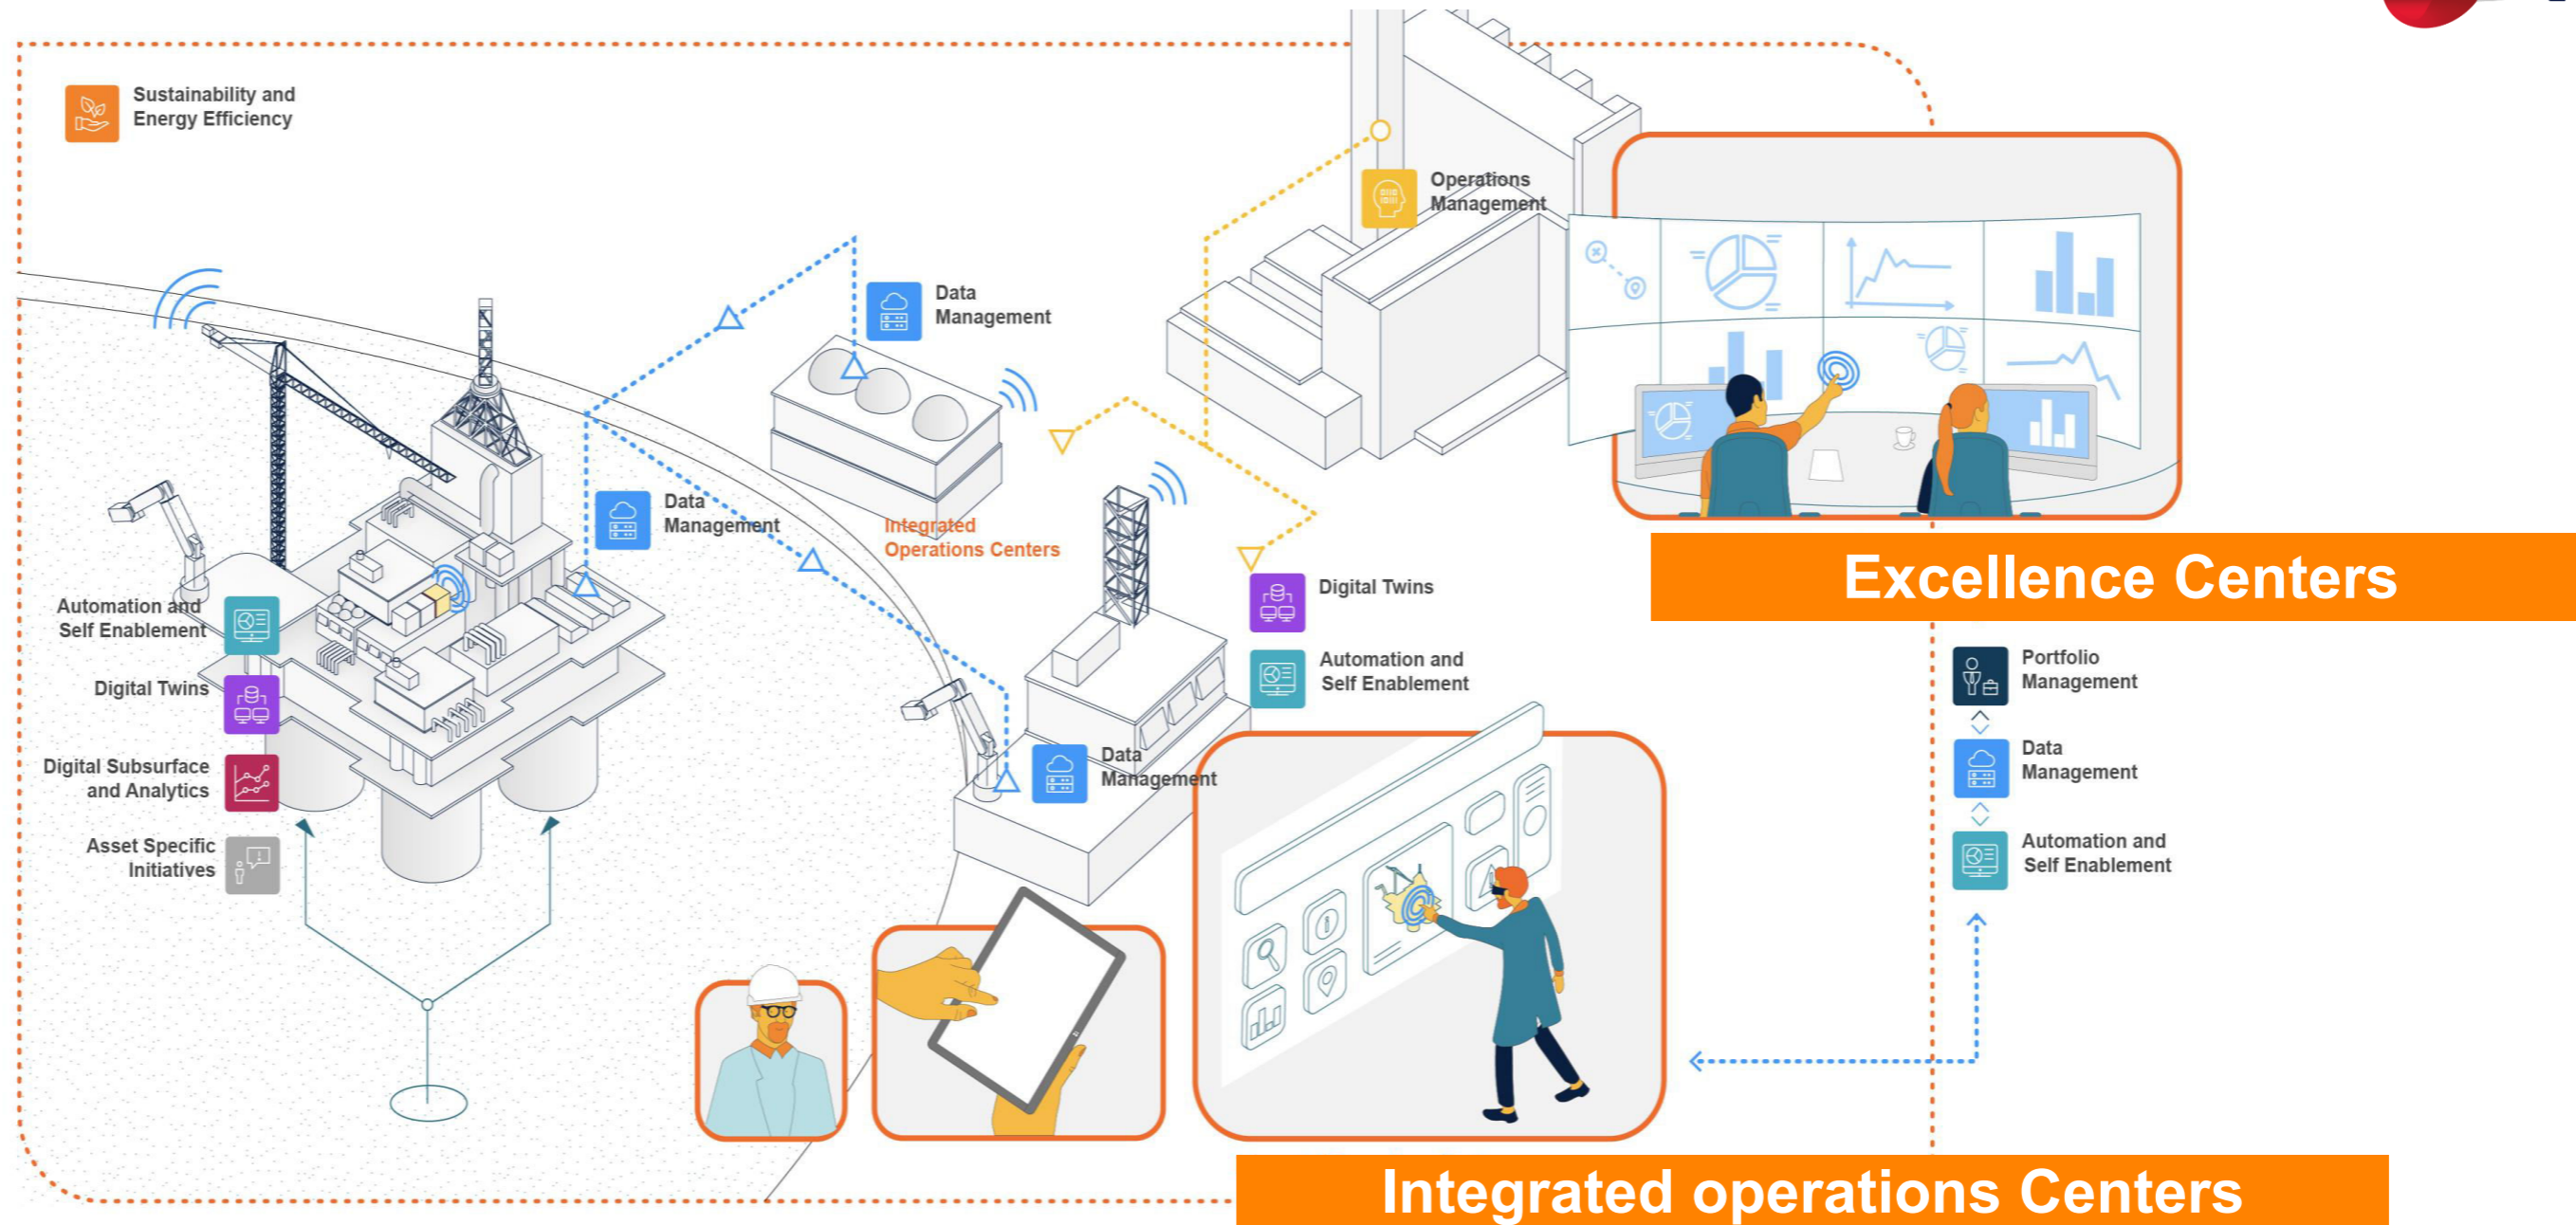 Sustainability and
Energy Efficiency
Operations
Management
Data
Management
Data
Management
Integrated
Operations Centers
Excellence Centers
Automation and
Self Enablement
Digital Twins
Digital Subsurface
and Analytics
Asset Specific
Initiatives
Digital Twins
Automation and
Self Enablement
Data
Management
Portfolio
Management
Data
Management
Automation and
Self Enablement
Integrated operations Centers